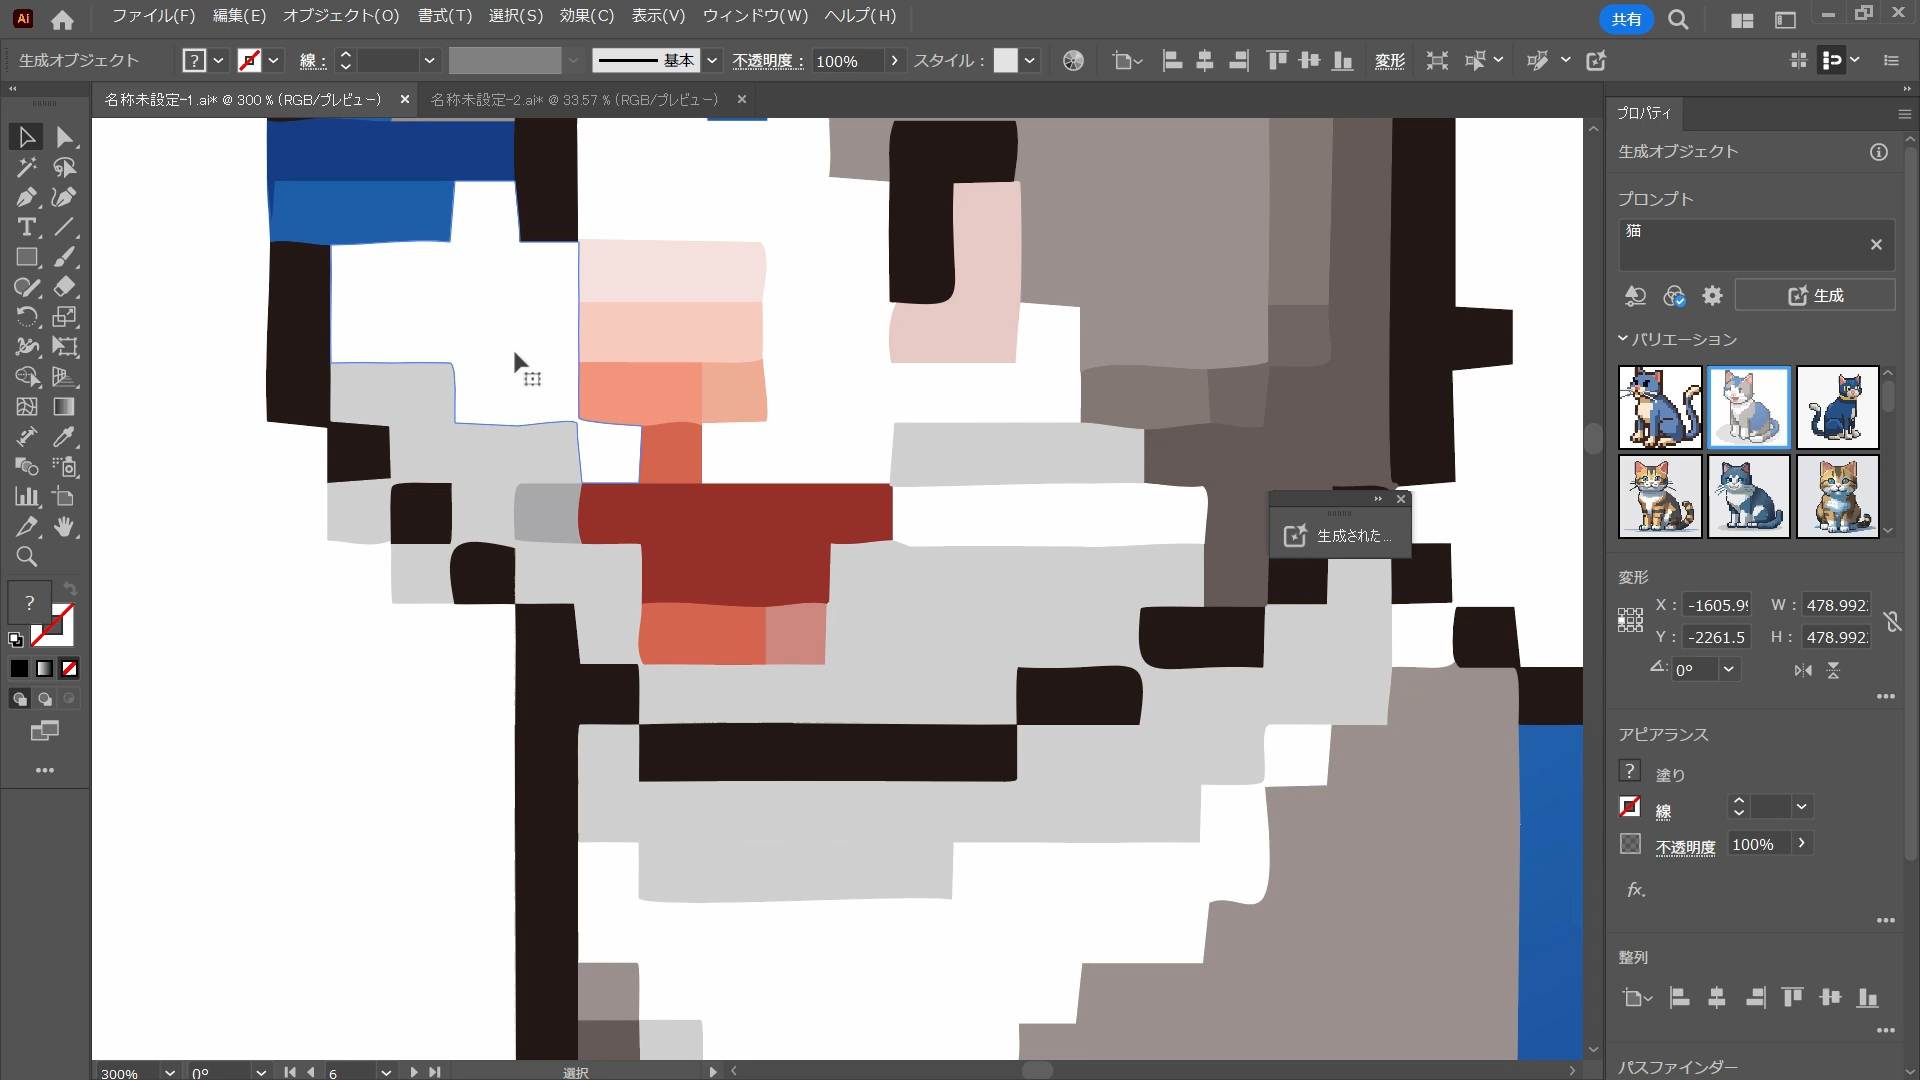 Ai ファイル(F) 編集(E) オブジェクト(O) 書式(T) 選択(S) 効果(C) 表示(V) ウィンドウ(W) ヘルプ(H) 共有
生成オブジェクト ? 線 : 基本 不透明度 : 100% スタイル : 変形
名称未設定-1.ai* @ 300 % (RGB/プレビュー) × 名称未設定-2.ai* @ 33.57 % (RGB/プレビュー) ×
プロパティ
生成オブジェクト
プロンプト
猫
生成
バリエーション
生成された...
変形
X : -1605.9 W : 478.992
Y : -2261.5 H : 478.992
0°
アピアランス
? 塗り
線
不透明度 100%
fx.
整列
パスファインダー
T
?
300% 0° 6 選択